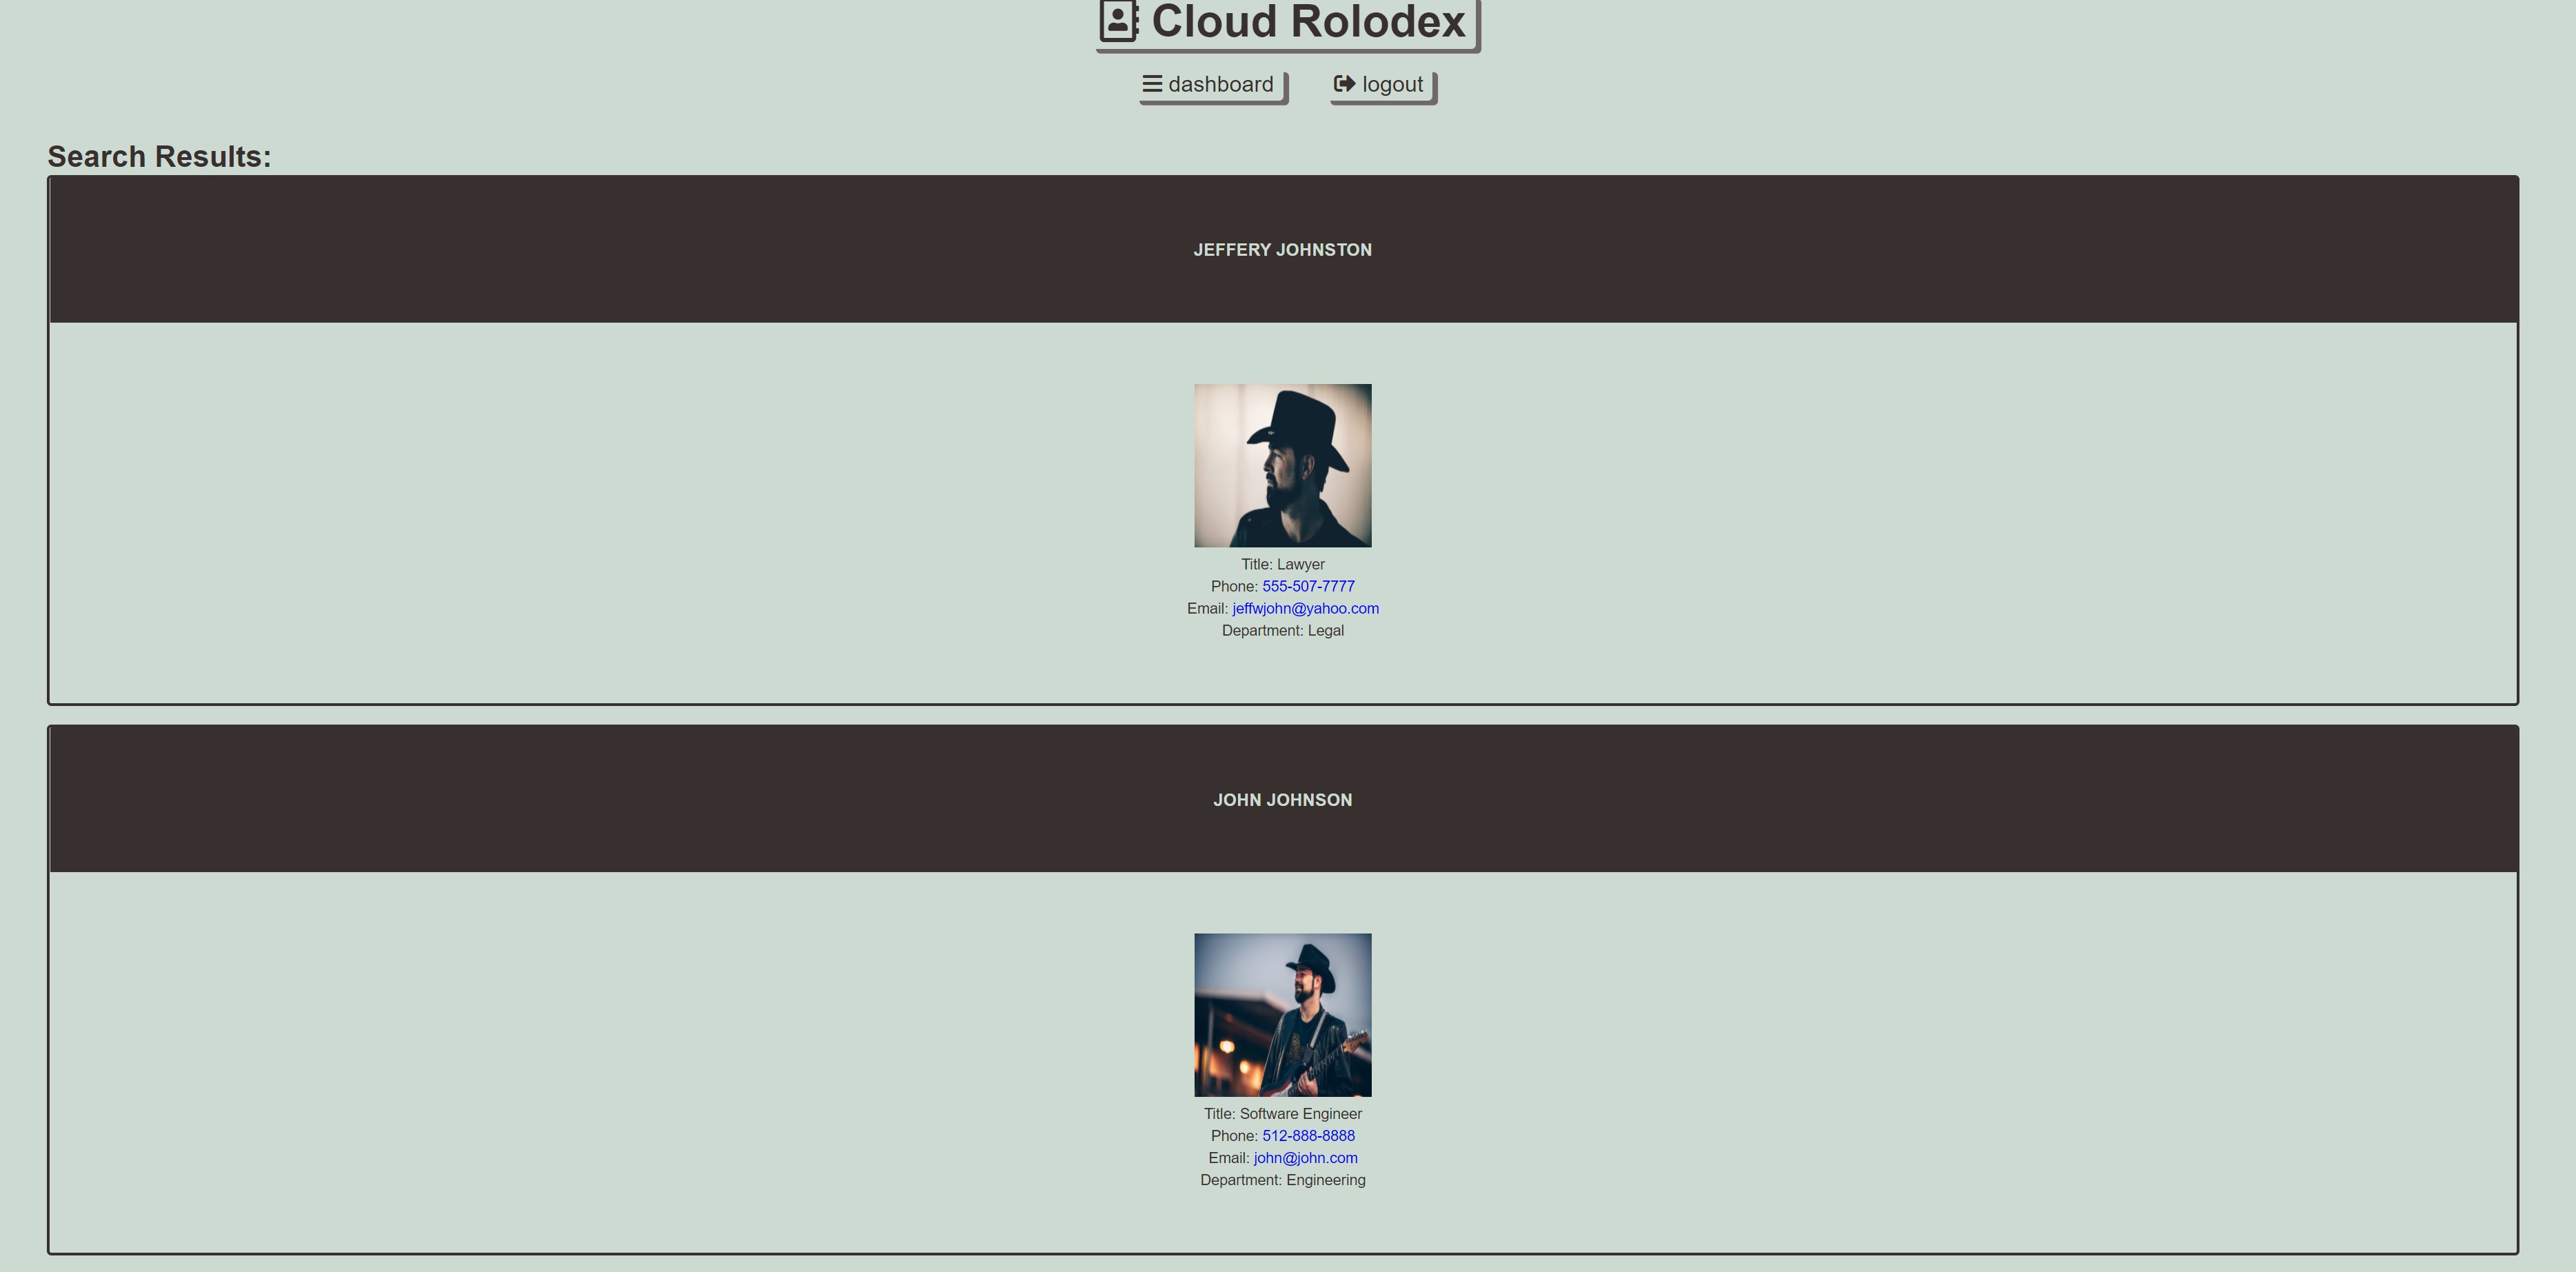 Cloud Rolodex
dashboard
logout
Search Results:
JEFFERY JOHNSTON
Title: Lawyer
Phone: 555-507-7777
Email: jeffwjohn@yahoo.com
Department: Legal
JOHN JOHNSON
Title: Software Engineer
Phone: 512-888-8888
Email: john@john.com
Department: Engineering